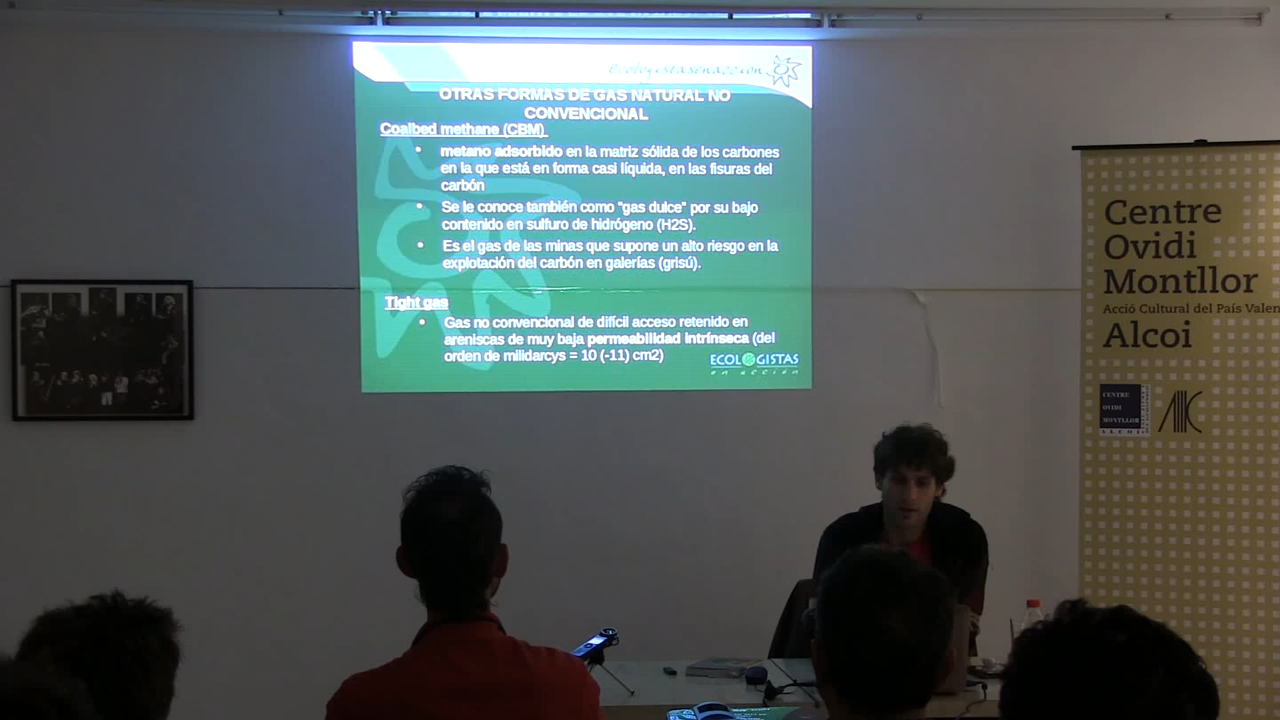 ecologistasenacción
OTRAS FORMAS DE GAS NATURAL NO
CONVENCIONAL
Coalbed methane (CBM)
metano adsorbido en la matriz sólida de los carbones
en la que está en forma casi líquida, en las fisuras del
carbón
Se le conoce también como "gas dulce" por su bajo
contenido en sulfuro de hidrógeno (H2S).
Es el gas de las minas que supone un alto riesgo en la
explotación del carbón en galerías (grisú).
Tight gas
Gas no convencional de difícil acceso retenido en
areniscas de muy baja permeabilidad intrínseca (del
orden de milidarcys = 10 (-11) cm2)
ECOLOGISTAS
en acción
Centre
Ovidi
Montllor
Acció Cultural del País Valen
Alcoi
CENTRE
OVIDI
MONTLLOR
ALCOI